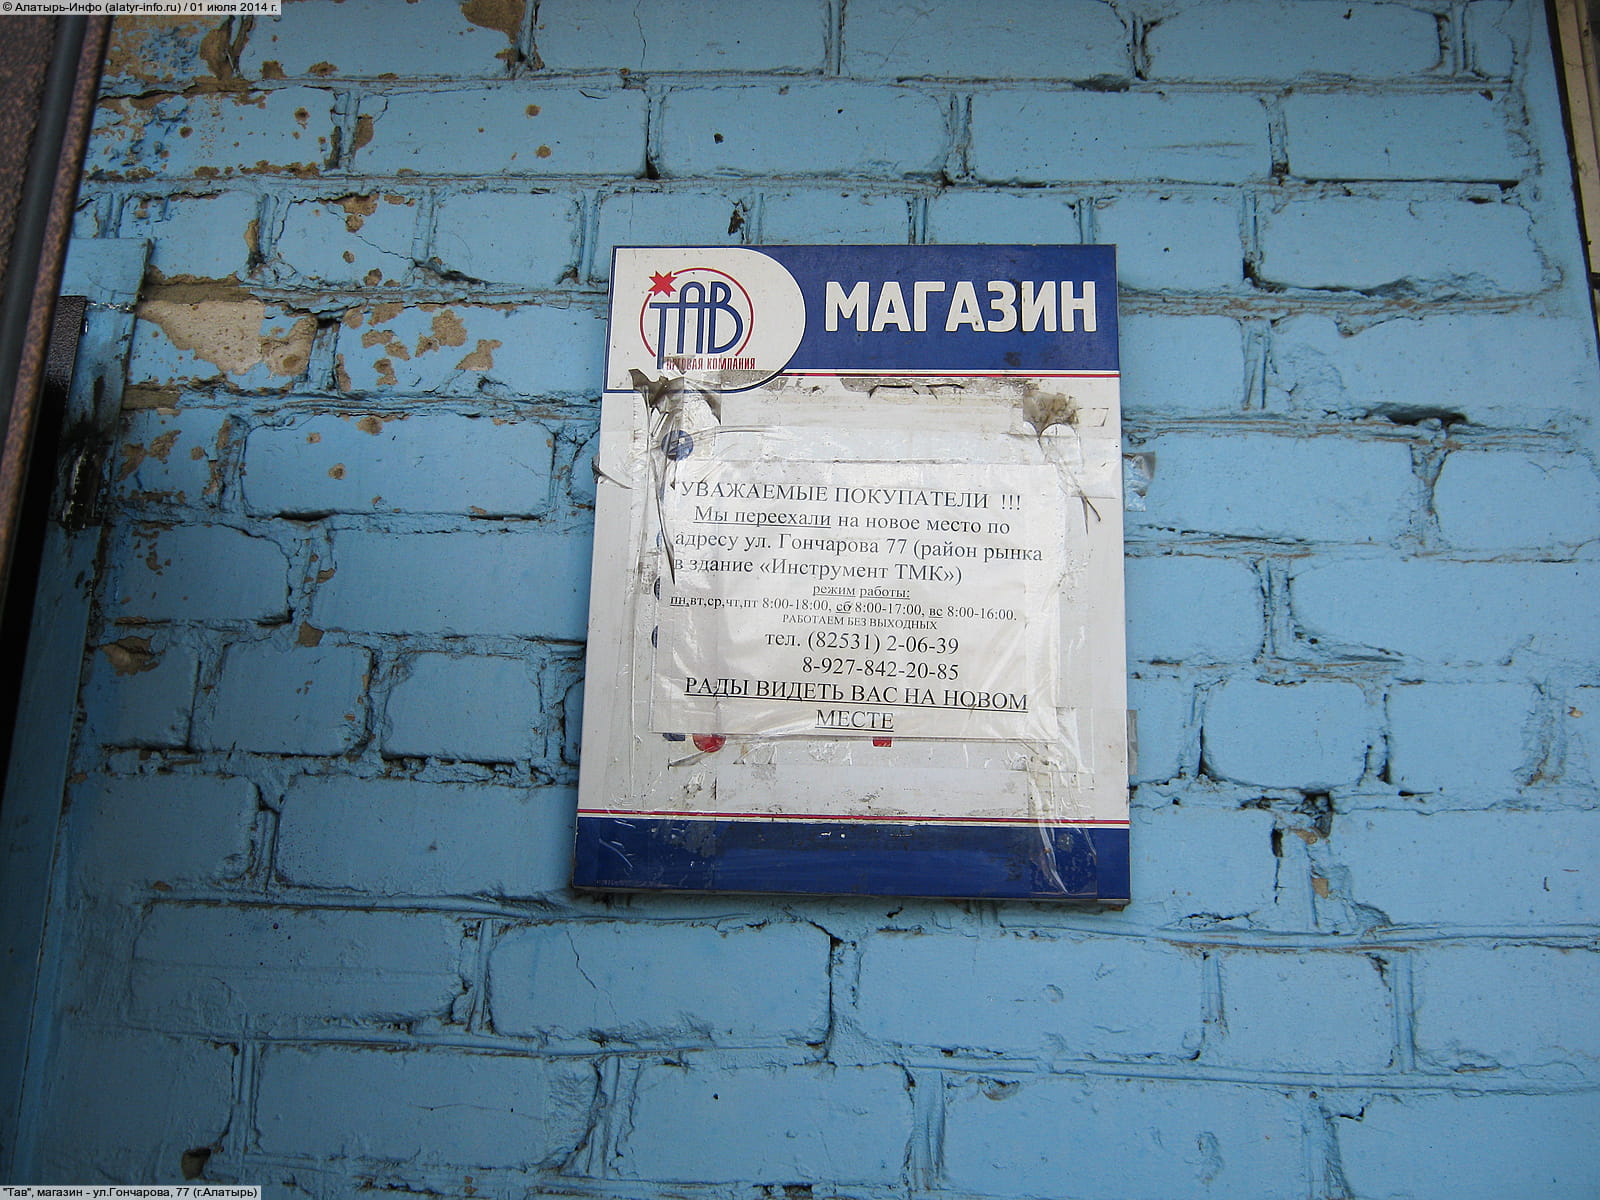 © Алатырь-Инфо (alatyr-info.ru) / 01 июля 2014 г.
ТАВ
ТОРГОВАЯ КОМПАНИЯ
МАГАЗИН
УВАЖАЕМЫЕ ПОКУПАТЕЛИ !!!
Мы переехали на новое место по
адресу ул. Гончарова 77 (район рынка
в здание «Инструмент ТМК»)
режим работы:
пн,вт,ср,чт,пт 8:00-18:00, сб 8:00-17:00, вс 8:00-16:00.
РАБОТАЕМ БЕЗ ВЫХОДНЫХ
тел. (82531) 2-06-39
8-927-842-20-85
РАДЫ ВИДЕТЬ ВАС НА НОВОМ
МЕСТЕ
"Тав", магазин - ул.Гончарова, 77 (г.Алатырь)